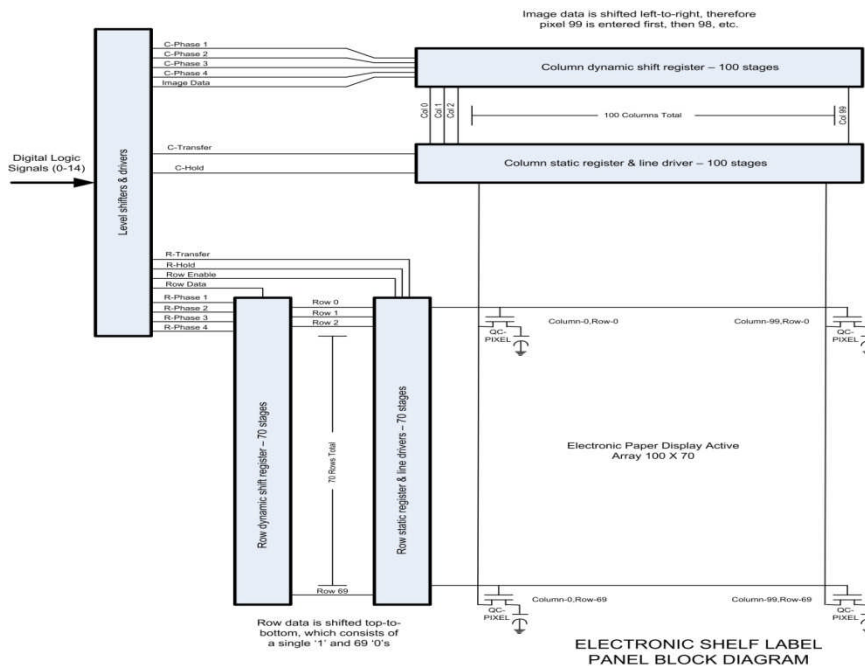 Image data is shifted left-to-right, therefore
pixel 99 is entered first, then 98, etc.
C-Phase 1
C-Phase 2
C-Phase 3
C-Phase 4
Image Data
Column dynamic shift register – 100 stages
Col 0
Col 1
Col 2
100 Columns Total
Col 99
Digital Logic
Signals (0-14)
Level shifters & drivers
C-Transfer
C-Hold
Column static register & line driver – 100 stages
R-Transfer
R-Hold
Row Enable
Row Data
R-Phase 1
R-Phase 2
R-Phase 3
R-Phase 4
Row 0
Row 1
Row 2
Column-0,Row-0
QC-
PIXEL
Column-99,Row-0
QC-
PIXEL
Row dynamic shift register – 70 stages
70 Rows Total
Row static register & line drivers – 70 stages
Electronic Paper Display Active
Array 100 X 70
Row 69
Column-0,Row-69
QC-
PIXEL
Column-99,Row-69
QC-
PIXEL
Row data is shifted top-to-
bottom, which consists of
a single '1' and 69 '0's
ELECTRONIC SHELF LABEL
PANEL BLOCK DIAGRAM